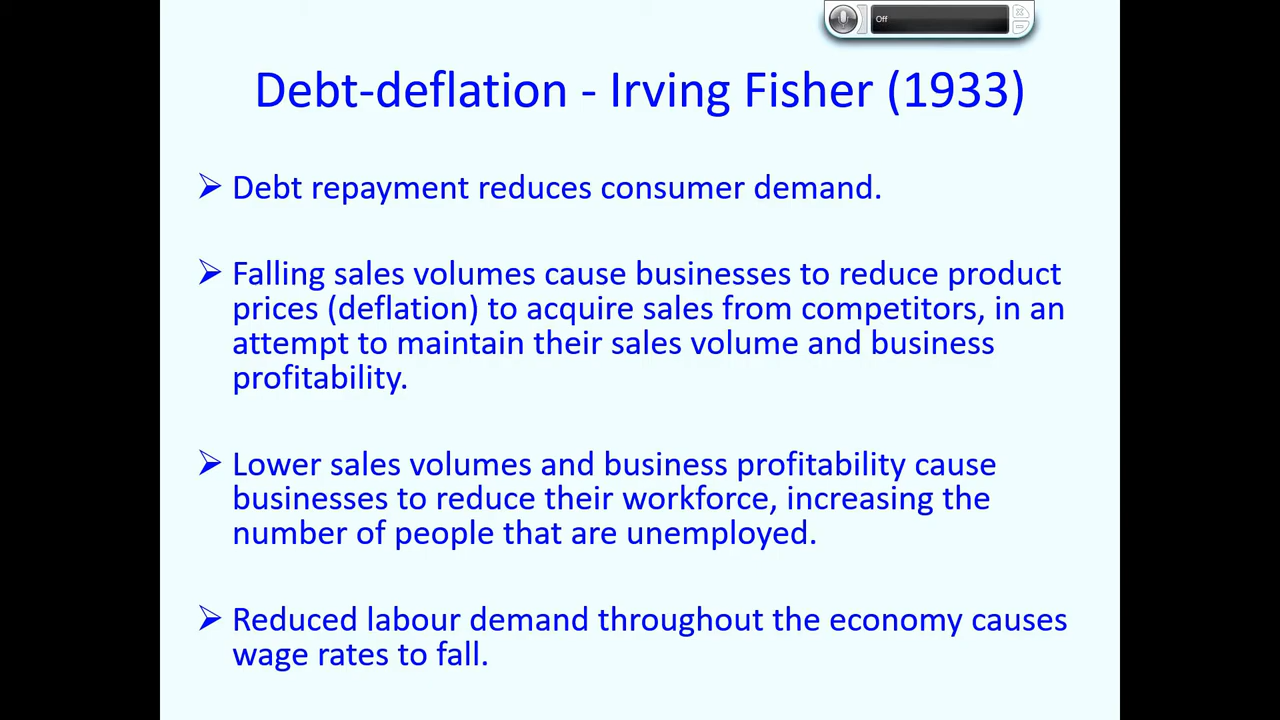 Off
Debt-deflation - Irving Fisher (1933)
➢ Debt repayment reduces consumer demand.
➢ Falling sales volumes cause businesses to reduce product
prices (deflation) to acquire sales from competitors, in an
attempt to maintain their sales volume and business
profitability.
➢ Lower sales volumes and business profitability cause
businesses to reduce their workforce, increasing the
number of people that are unemployed.
➢ Reduced labour demand throughout the economy causes
wage rates to fall.